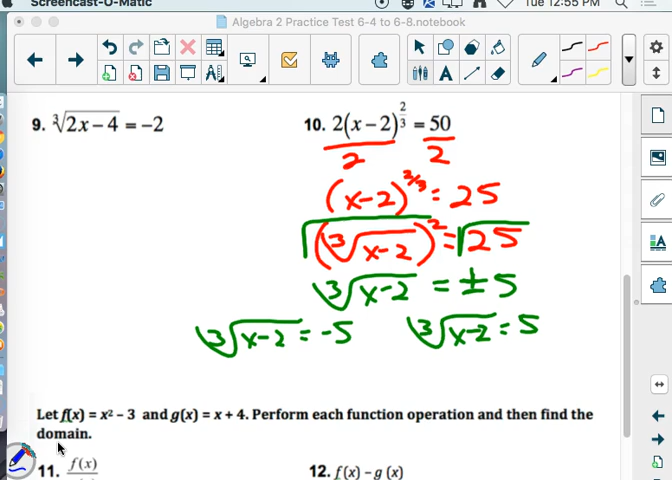 Screencast-O-Matic
Tue 12:55 PM
Algebra 2 Practice Test 6-4 to 6-8.notebook
9. ∛(2x − 4) = −2
10. 2(x − 2)^(2/3) = 50
2 2
(x-2)^(2/3) = 25
√(∛(x-2))² = √25
∛(x-2) = ± 5
∛(x-2) = -5 ∛(x-2) = 5
Let f(x) = x² − 3 and g(x) = x + 4. Perform each function operation and then find the
domain.
11. f(x)
12. f(x) − g(x)